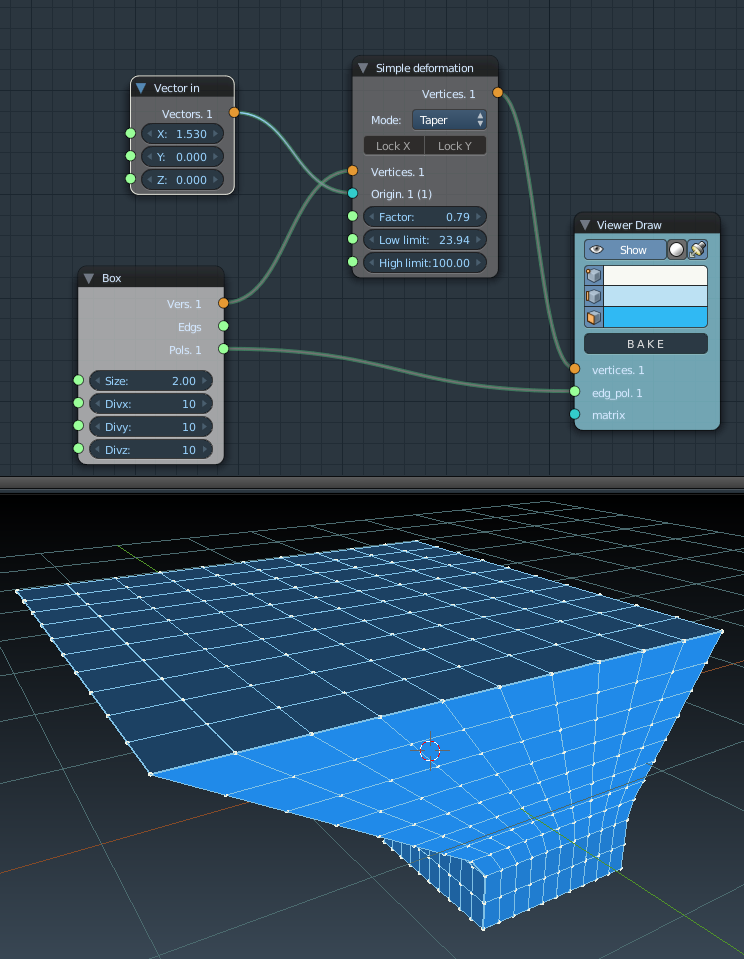 Vector in
Vectors. 1
X: 1.530
Y: 0.000
Z: 0.000
Simple deformation
Vertices. 1
Mode: Taper
Lock X Lock Y
Vertices. 1
Origin. 1 (1)
Factor: 0.79
Low limit: 23.94
High limit:100.00
Box
Vers. 1
Edgs
Pols. 1
Size: 2.00
Divx: 10
Divy: 10
Divz: 10
Viewer Draw
Show
BAKE
vertices. 1
edg_pol. 1
matrix